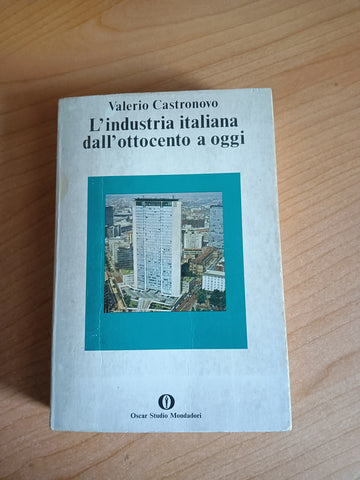 Valerio Castronovo
L'industria italiana
dall'ottocento a oggi
Oscar Studio Mondadori